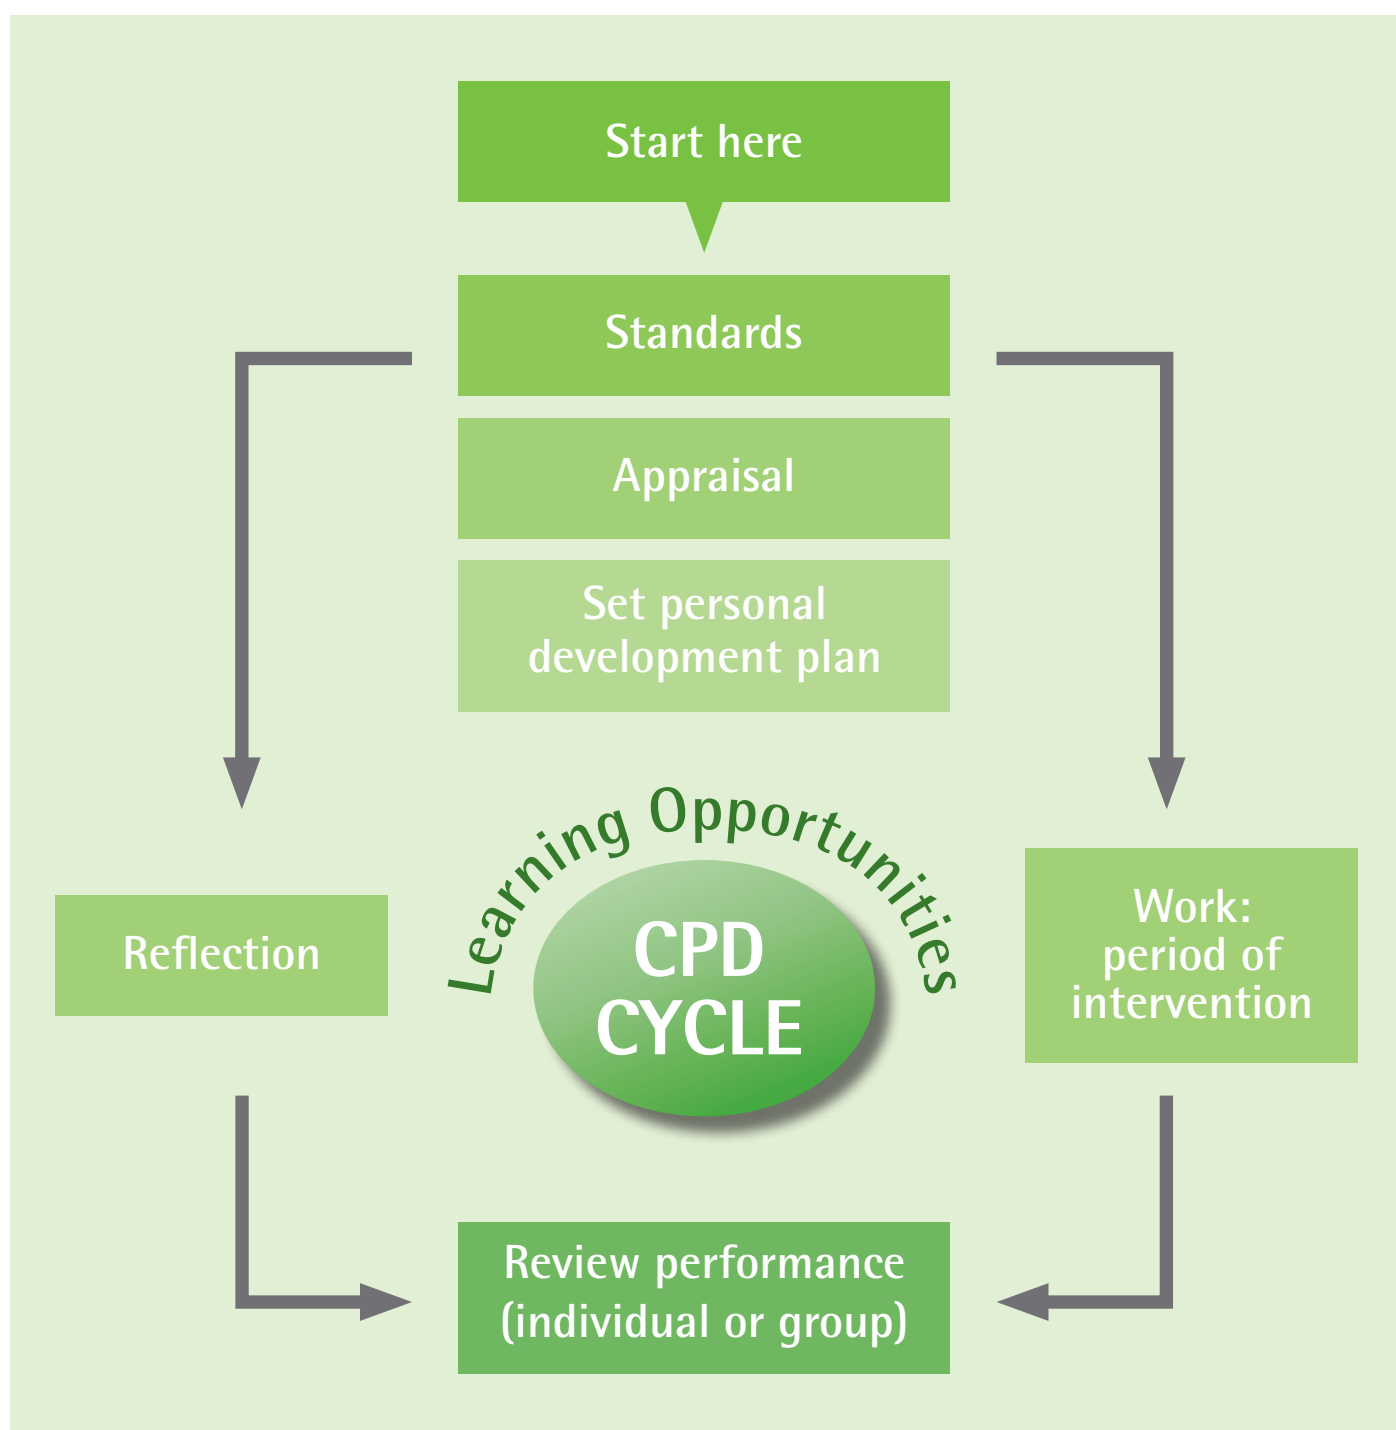 Start here
Standards
Appraisal
Set personal
development plan
Learning Opportunities
CPD
CYCLE
Reflection
Work:
period of
intervention
Review performance
(individual or group)